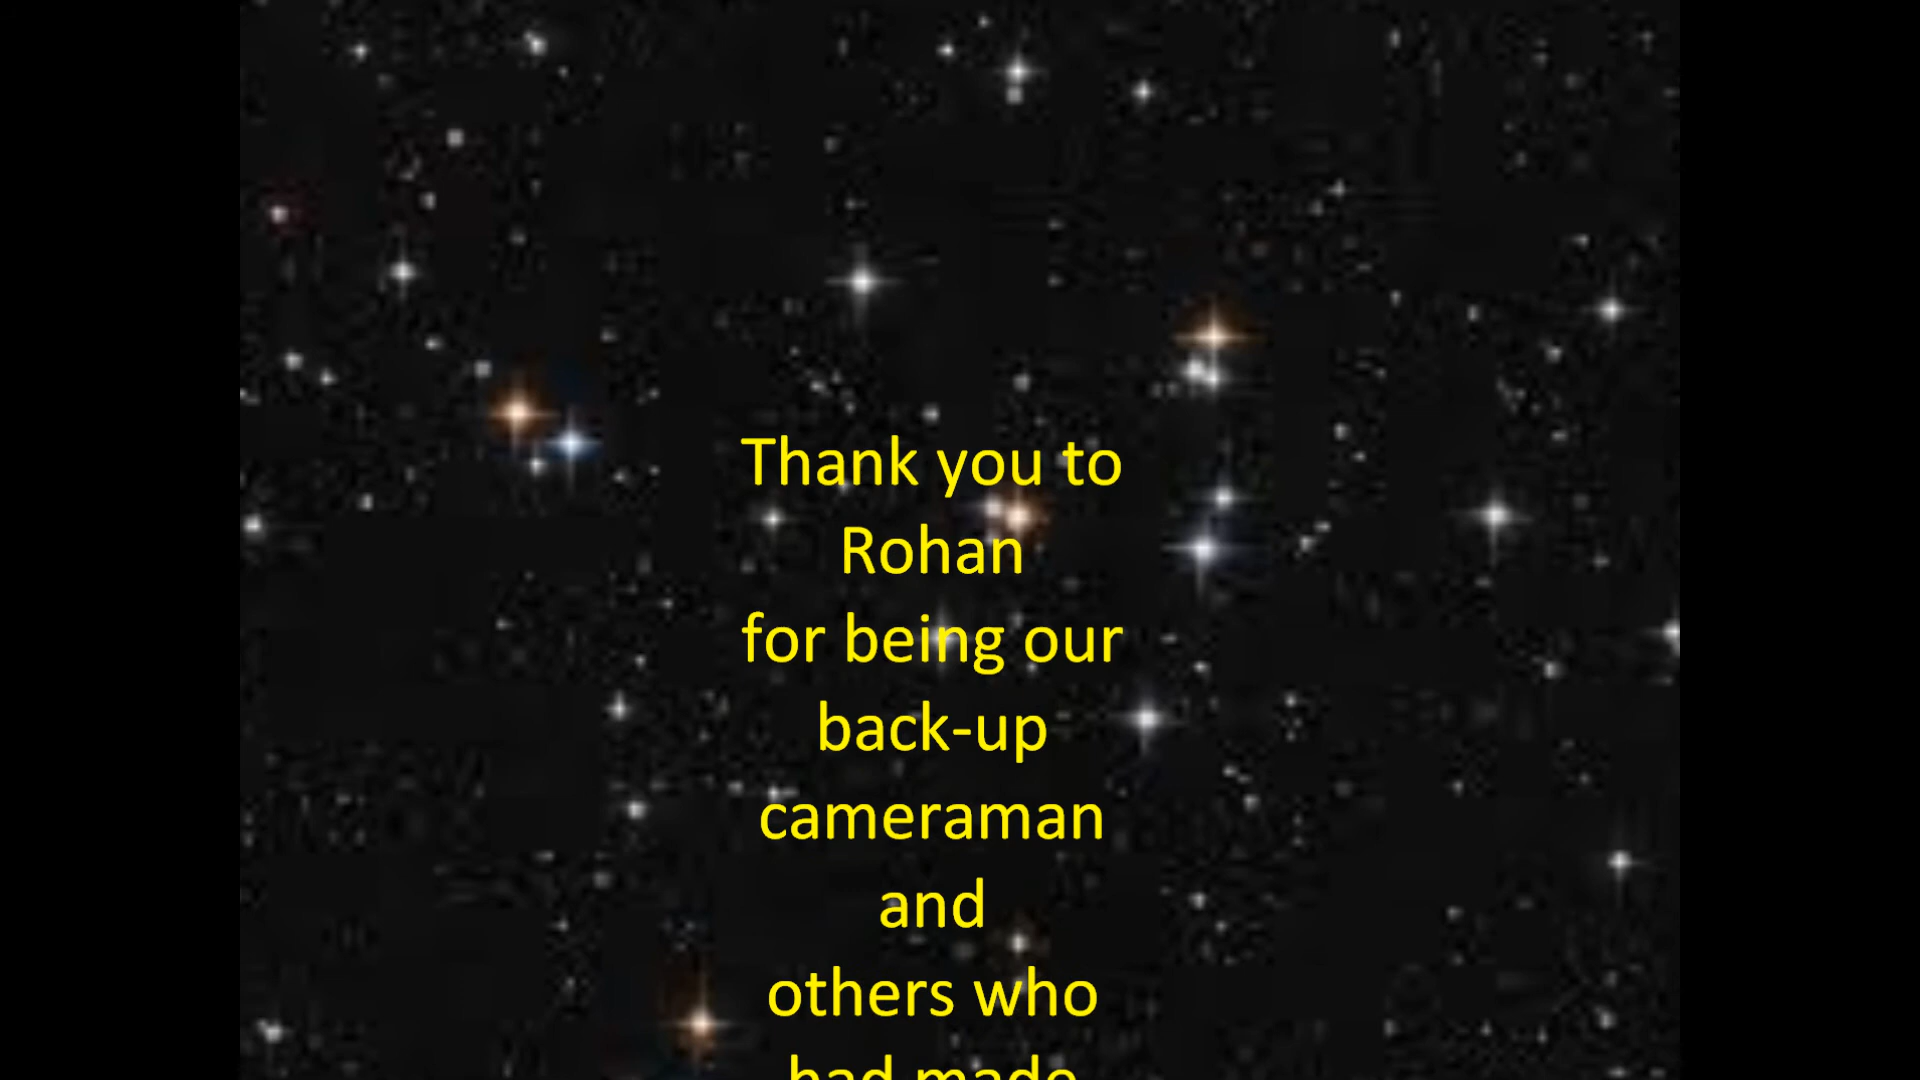 Thank you to
Rohan
for being our
back-up
cameraman
and
others who
had made